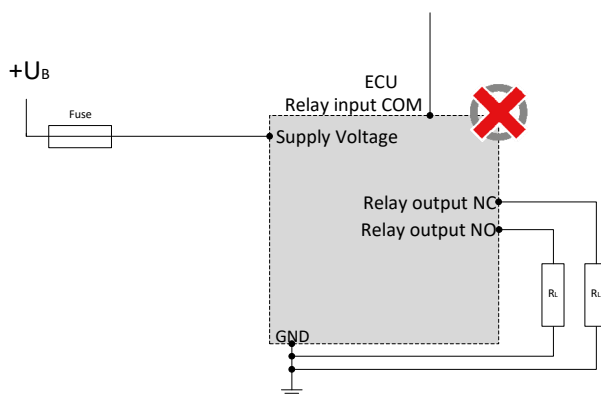 ECU
+UB
Relay input COM
Fuse
Supply Voltage
Relay output NC
Relay output NO
RL
RL
GND